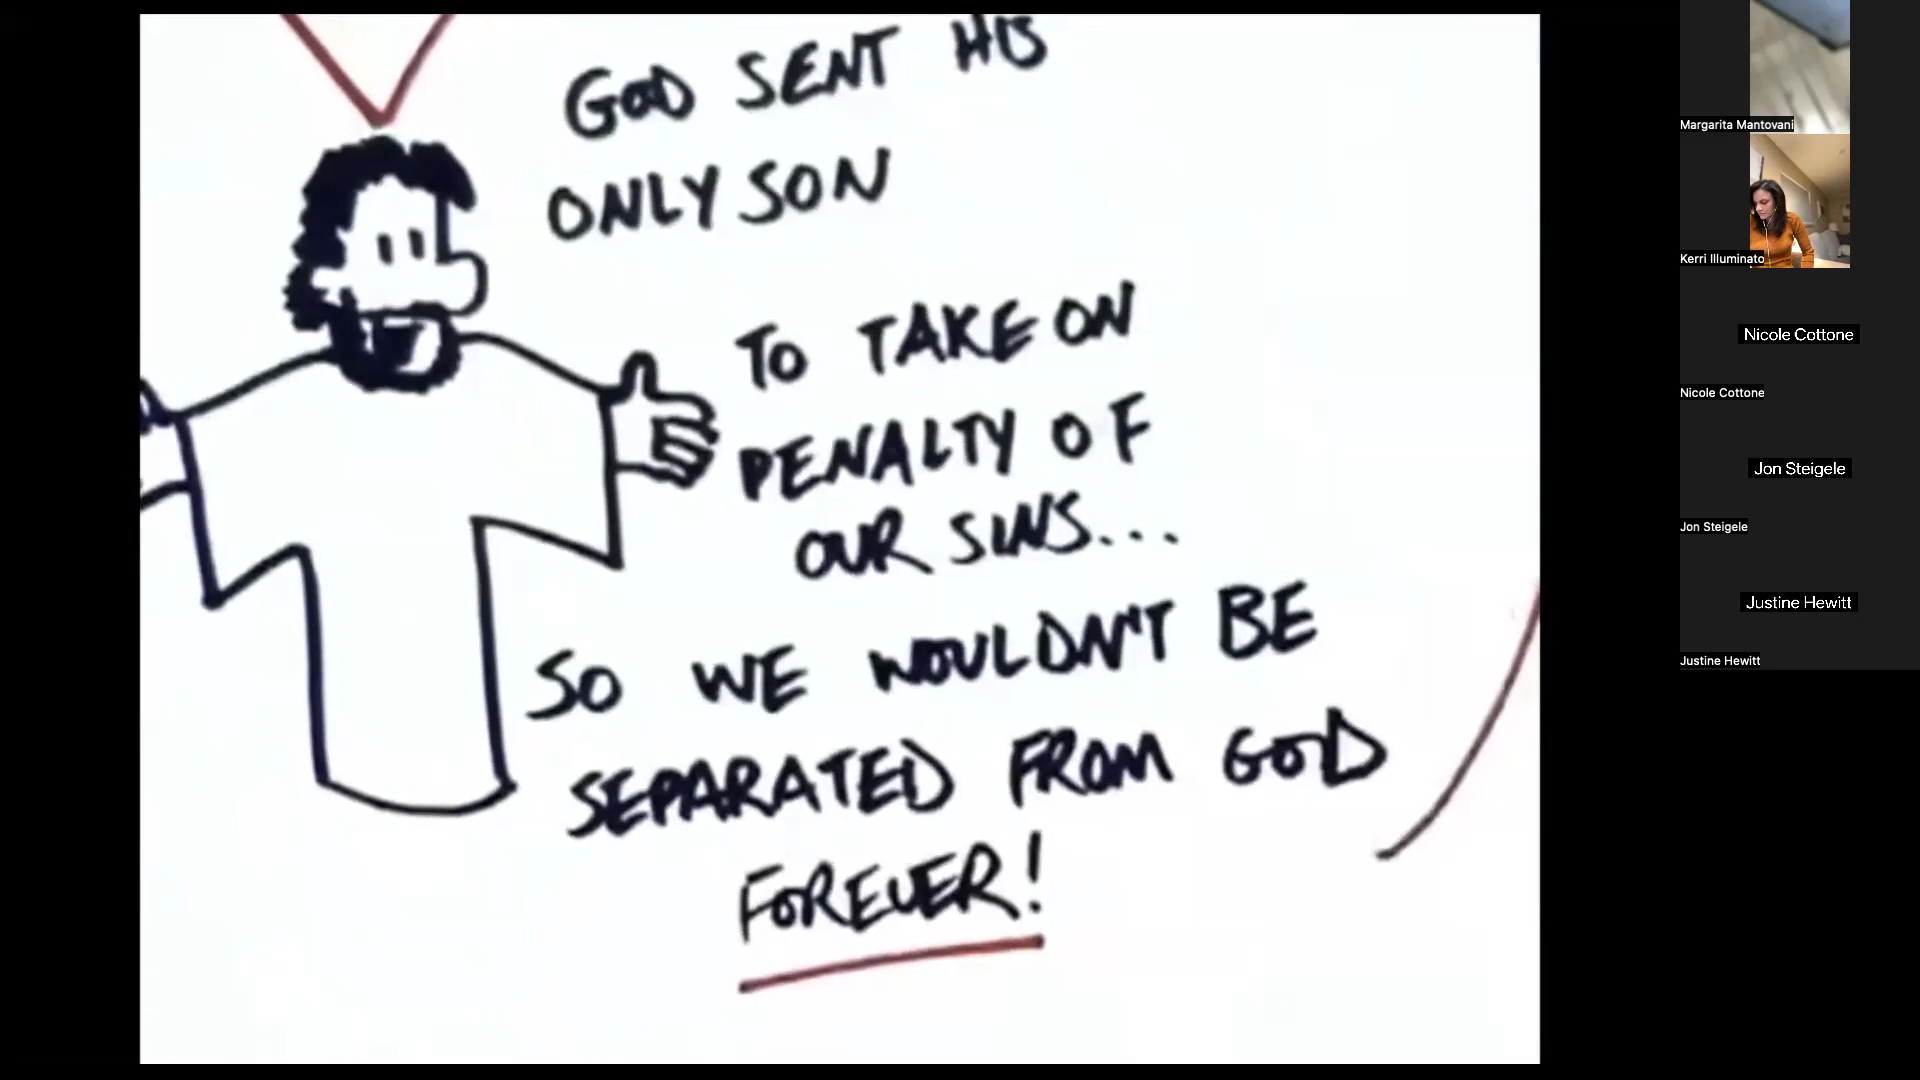 GOD SENT HIS
ONLY SON
TO TAKE ON
PENALTY OF
OUR SINS...
SO WE WOULDN'T BE
SEPARATED FROM GOD
FOREVER!
Margarita Mantovani
Kerri Illuminato
Nicole Cottone
Nicole Cottone
Jon Steigele
Jon Steigele
Justine Hewitt
Justine Hewitt